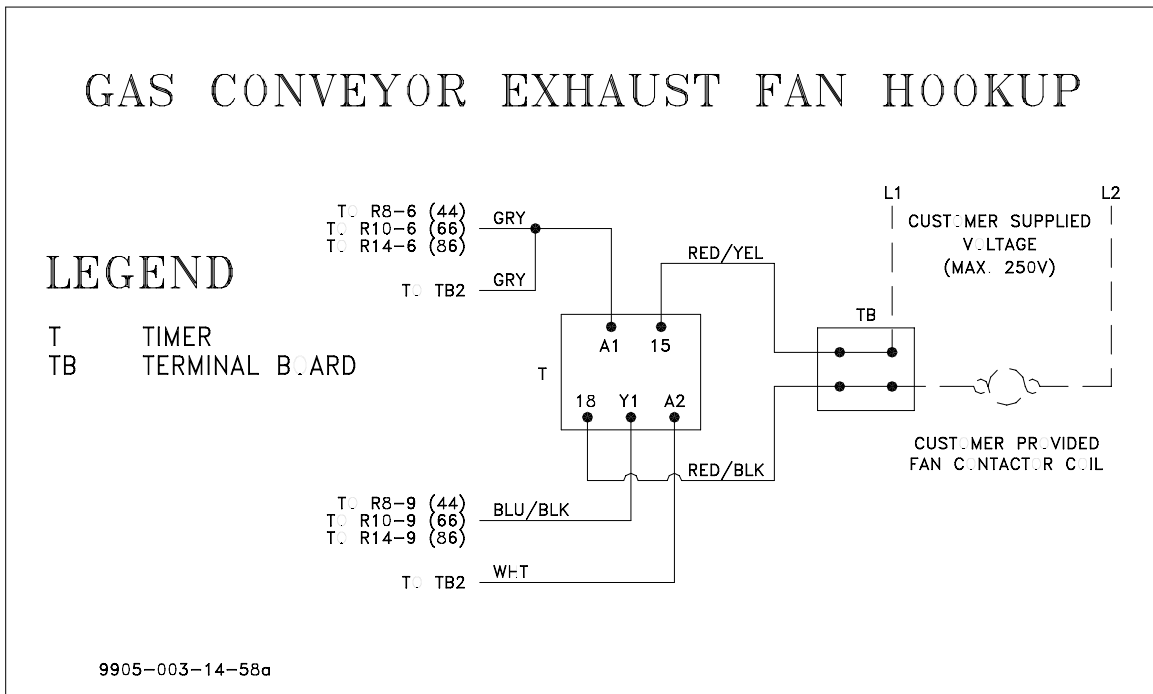 GAS CONVEYOR EXHAUST FAN HOOKUP
TO R8-6 (44)
TO R10-6 (66)
TO R14-6 (86)
GRY
TO TB2
GRY
LEGEND
T TIMER
TB TERMINAL BOARD
RED/YEL
L1
L2
CUSTOMER SUPPLIED
VOLTAGE
(MAX. 250V)
TB
A1 15
T
18 Y1 A2
RED/BLK
CUSTOMER PROVIDED
FAN CONTACTOR COIL
TO R8-9 (44)
TO R10-9 (66)
TO R14-9 (86)
BLU/BLK
TO TB2
WHT
9905-003-14-58a